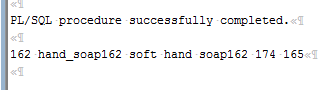 PL/SQL procedure successfully completed.
162 hand_soap162 soft hand soap162 174 165